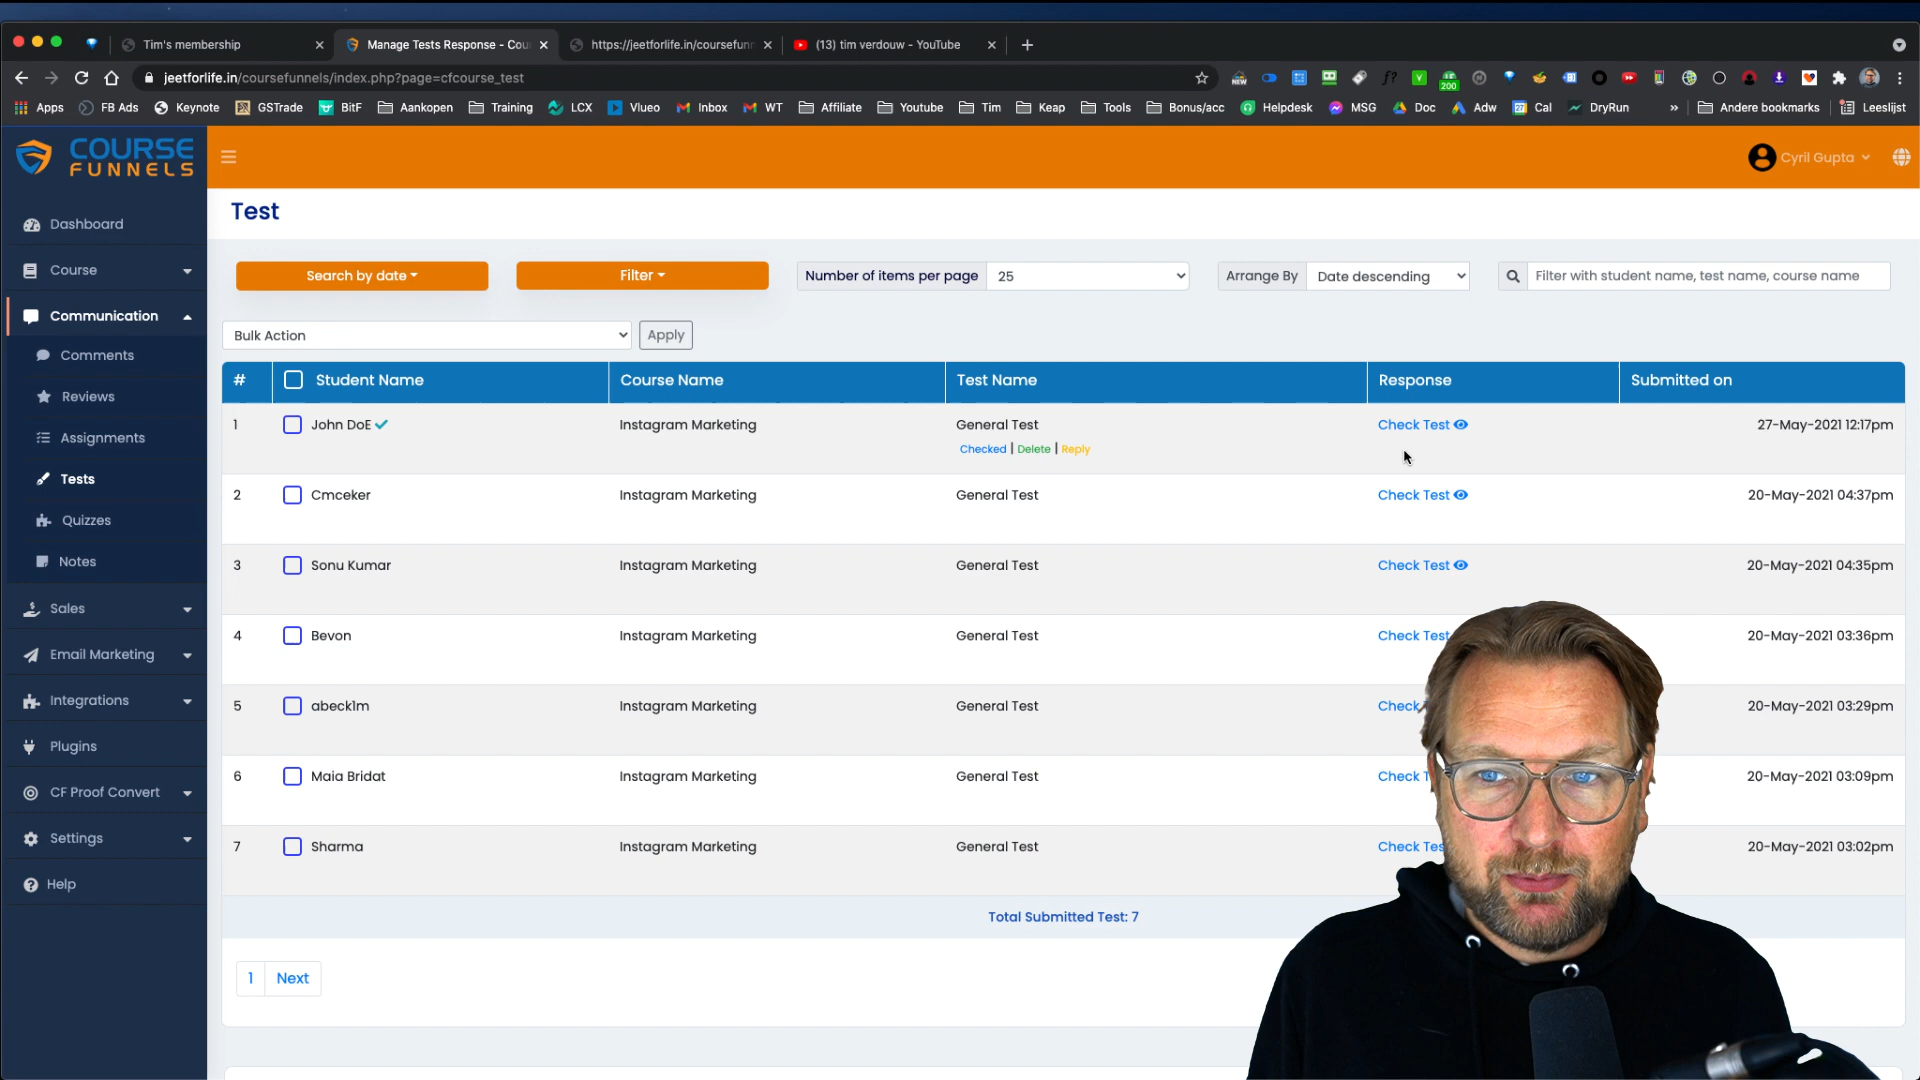 Tim's membership
Manage Tests Response - Cou
https://jeetforlife.in/coursefunn
(13) tim verdouw - YouTube
jeetforlife.in/coursefunnels/index.php?page=cfcourse_test
200
Apps FB Ads Keynote GSTrade BitF Aankopen Training LCX Vlueo Inbox WT Affiliate Youtube Tim Keap Tools Bonus/acc Helpdesk MSG Doc Adw Cal DryRun » Andere bookmarks Leeslijst
COURSE
FUNNELS
Cyril Gupta
Dashboard
Course
Communication
Comments
Reviews
Assignments
Tests
Quizzes
Notes
Sales
Email Marketing
Integrations
Plugins
CF Proof Convert
Settings
Help
Test
Search by date
Filter
Number of items per page 25
Arrange By Date descending
Filter with student name, test name, course name
Bulk Action
Apply
# Student Name Course Name Test Name Response Submitted on
1 John DoE Instagram Marketing General Test Check Test 27-May-2021 12:17pm
Checked | Delete | Reply
2 Cmceker Instagram Marketing General Test Check Test 20-May-2021 04:37pm
3 Sonu Kumar Instagram Marketing General Test Check Test 20-May-2021 04:35pm
4 Bevon Instagram Marketing General Test Check Test 20-May-2021 03:36pm
5 abeck1m Instagram Marketing General Test Check 20-May-2021 03:29pm
6 Maia Bridat Instagram Marketing General Test Check T 20-May-2021 03:09pm
7 Sharma Instagram Marketing General Test Check Tes 20-May-2021 03:02pm
Total Submitted Test: 7
1 Next